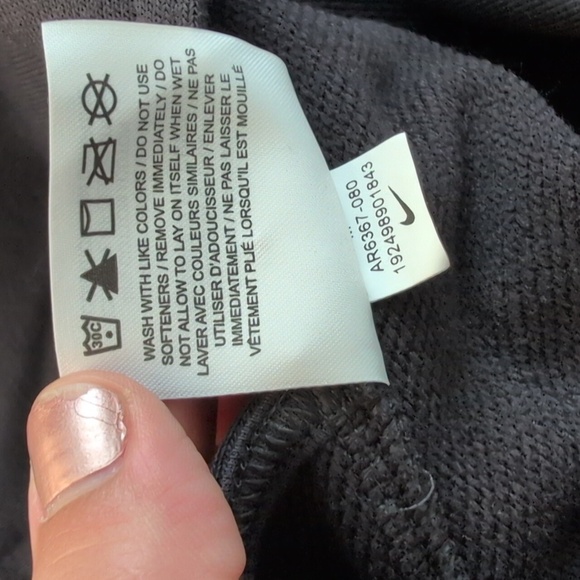 30C
WASH WITH LIKE COLORS / DO NOT USE
SOFTENERS / REMOVE IMMEDIATELY / DO
NOT ALLOW TO LAY ON ITSELF WHEN WET
LAVER AVEC COULEURS SIMILAIRES / NE PAS
UTILISER D'ADOUCISSEUR / ENLEVER
IMMEDIATEMENT / NE PAS LAISSER LE
VÊTEMENT PLIÉ LORSQU'IL EST MOUILLÉ
AR6367-080
192498901843